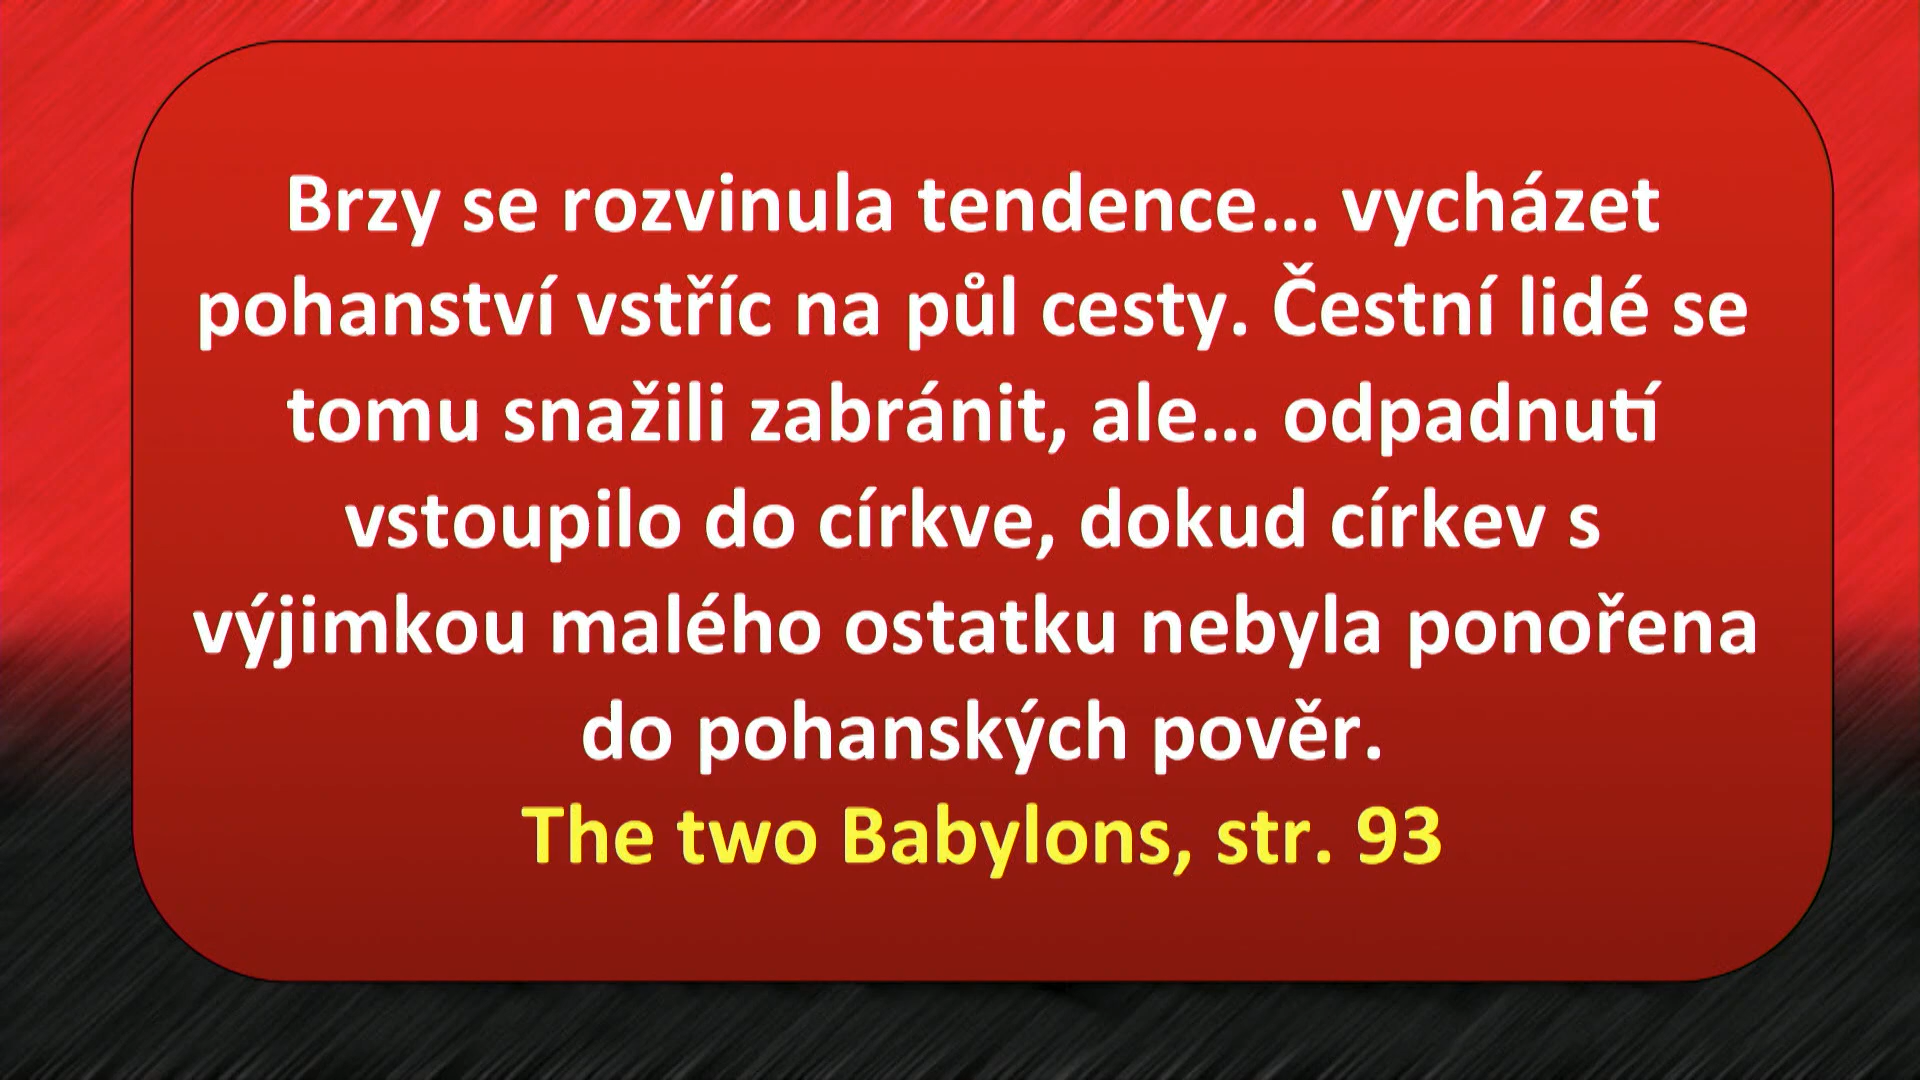 Brzy se rozvinula tendence… vycházet
pohanství vstříc na půl cesty. Čestní lidé se
tomu snažili zabránit, ale… odpadnutí
vstoupilo do církve, dokud církev s
výjimkou malého ostatku nebyla ponořena
do pohanských pověr.
The two Babylons, str. 93